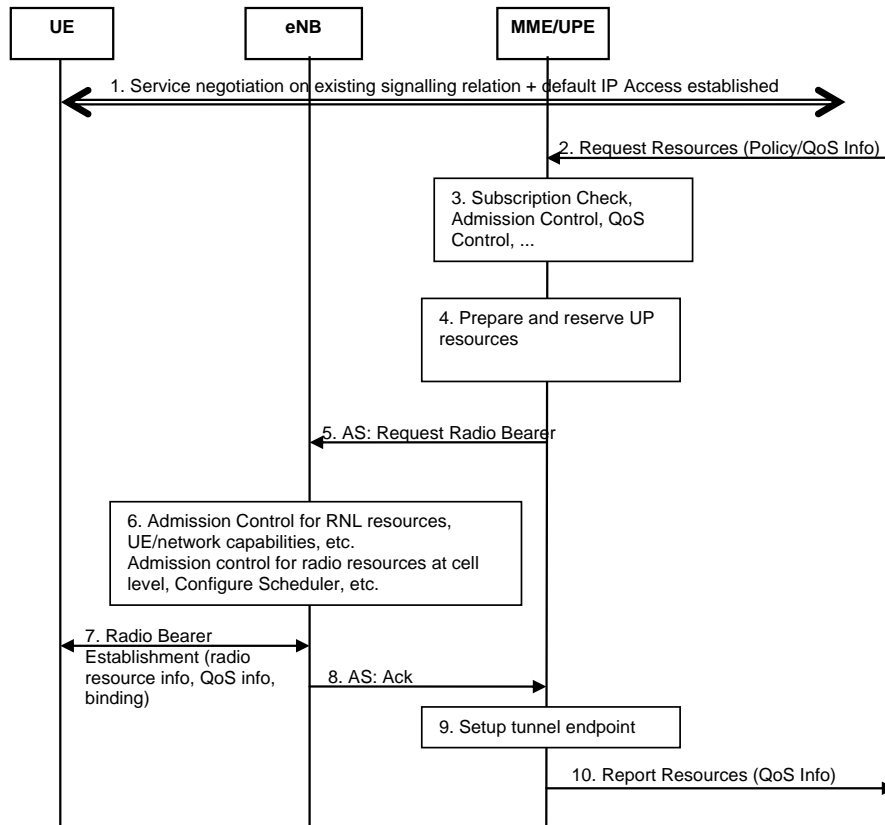 UE
eNB
MME/UPE
1. Service negotiation on existing signalling relation + default IP Access established
2. Request Resources (Policy/QoS Info)
3. Subscription Check,
Admission Control, QoS
Control, ...
4. Prepare and reserve UP
resources
5. AS: Request Radio Bearer
6. Admission Control for RNL resources,
UE/network capabilities, etc.
Admission control for radio resources at cell
level, Configure Scheduler, etc.
7. Radio Bearer
Establishment (radio
resource info, QoS info,
binding)
8. AS: Ack
9. Setup tunnel endpoint
10. Report Resources (QoS Info)